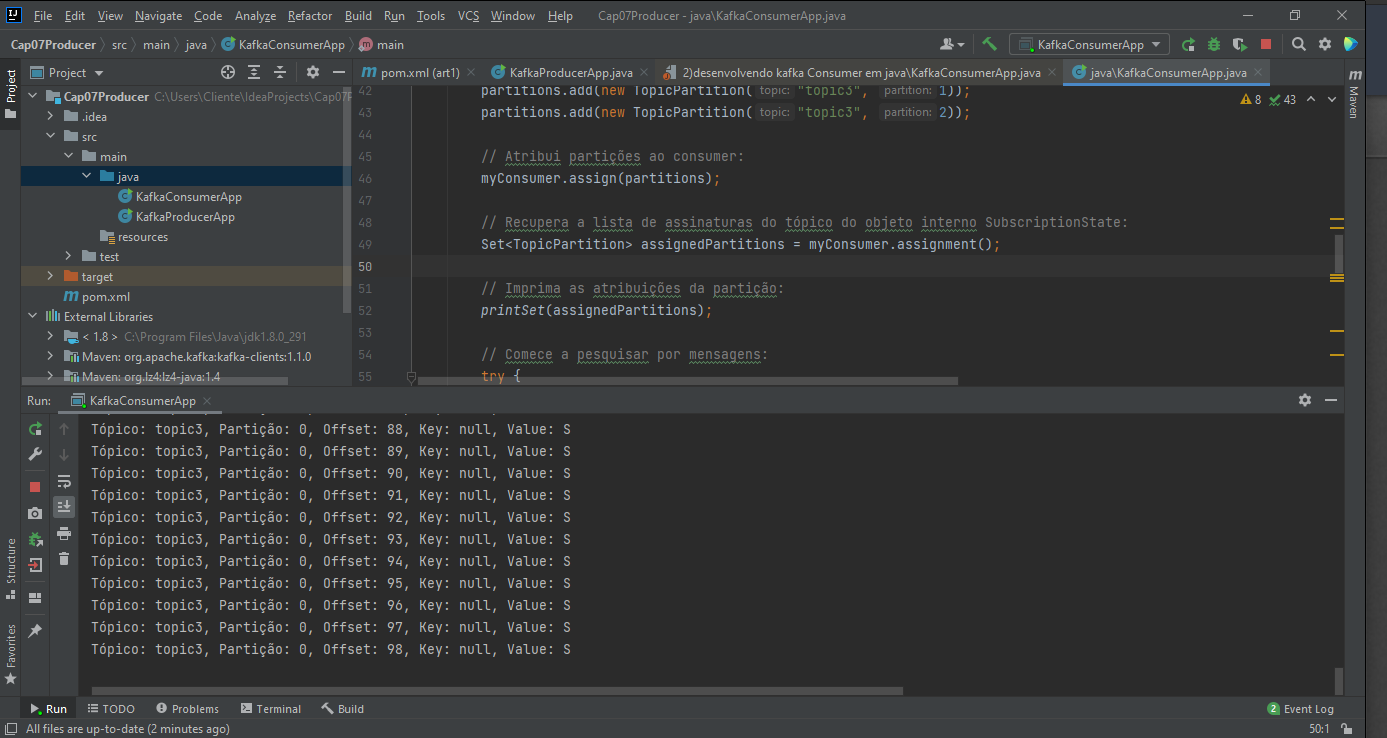 File Edit View Navigate Code Analyze Refactor Build Run Tools VCS Window Help Cap07Producer - java\KafkaConsumerApp.java
Cap07Producer src main java KafkaConsumerApp main KafkaConsumerApp
Project
Project
pom.xml (art1) KafkaProducerApp.java 2)desenvolvendo kafka Consumer em java\KafkaConsumerApp.java java\KafkaConsumerApp.java
Maven
Cap07Producer C:\Users\Cliente\IdeaProjects\Cap07P
.idea
src
main
java
KafkaConsumerApp
KafkaProducerApp
resources
test
target
pom.xml
External Libraries
< 1.8 > C:\Program Files\Java\jdk1.8.0_291
Maven: org.apache.kafka:kafka-clients:1.1.0
Maven: org.lz4:lz4-java:1.4
8 43
42 partitions.add(new TopicPartition( topic: "topic3", partition: 1));
43 partitions.add(new TopicPartition( topic: "topic3", partition: 2));
44
45 // Atribui partições ao consumer:
46 myConsumer.assign(partitions);
47
48 // Recupera a lista de assinaturas do tópico do objeto interno SubscriptionState:
49 Set<TopicPartition> assignedPartitions = myConsumer.assignment();
50
51 // Imprima as atribuições da partição:
52 printSet(assignedPartitions);
53
54 // Comece a pesquisar por mensagens:
55 try {
Run: KafkaConsumerApp
Tópico: topic3, Partição: 0, Offset: 88, Key: null, Value: S
Tópico: topic3, Partição: 0, Offset: 89, Key: null, Value: S
Tópico: topic3, Partição: 0, Offset: 90, Key: null, Value: S
Tópico: topic3, Partição: 0, Offset: 91, Key: null, Value: S
Tópico: topic3, Partição: 0, Offset: 92, Key: null, Value: S
Tópico: topic3, Partição: 0, Offset: 93, Key: null, Value: S
Tópico: topic3, Partição: 0, Offset: 94, Key: null, Value: S
Tópico: topic3, Partição: 0, Offset: 95, Key: null, Value: S
Tópico: topic3, Partição: 0, Offset: 96, Key: null, Value: S
Tópico: topic3, Partição: 0, Offset: 97, Key: null, Value: S
Tópico: topic3, Partição: 0, Offset: 98, Key: null, Value: S
Structure
Favorites
Run TODO Problems Terminal Build 2 Event Log
All files are up-to-date (2 minutes ago) 50:1